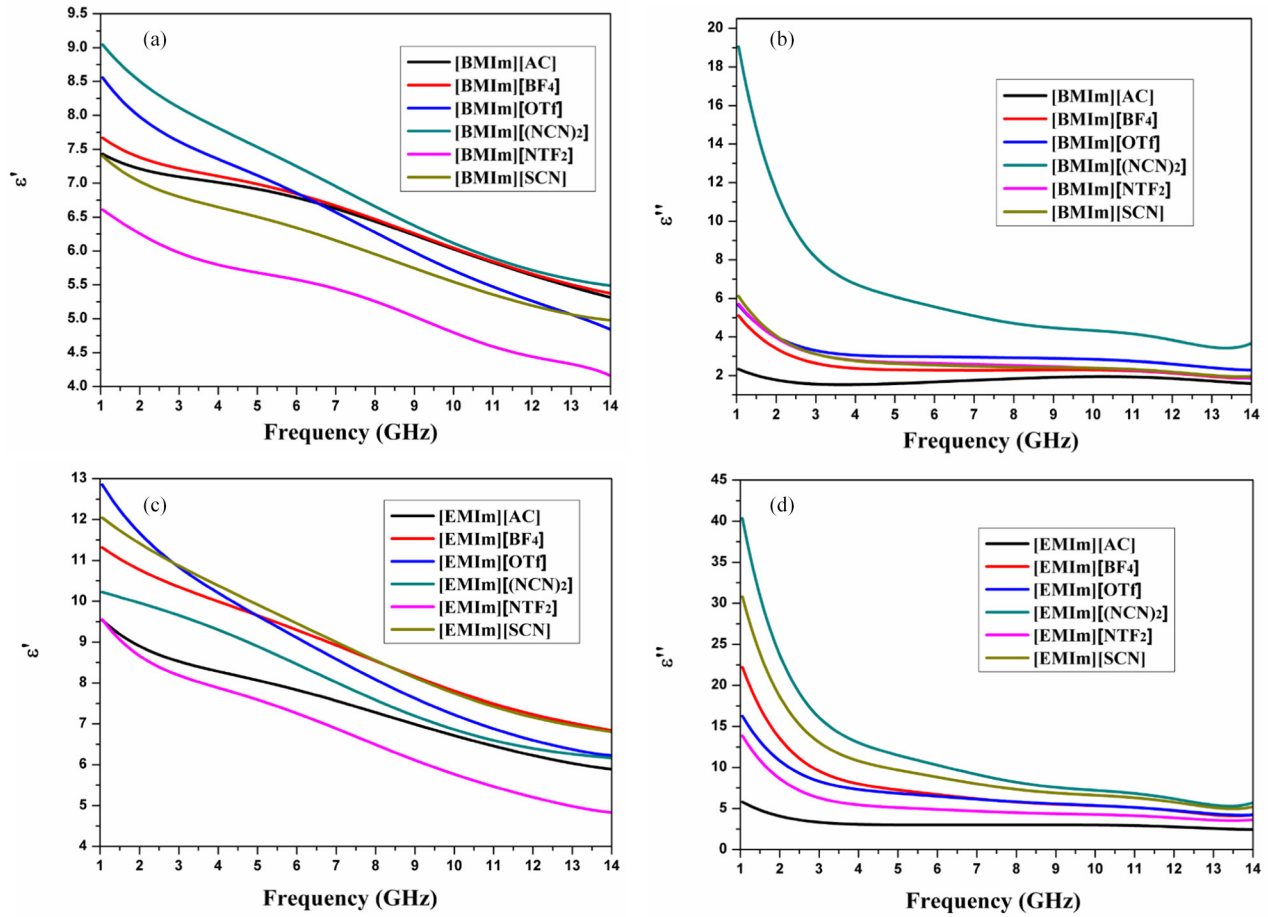 (a)
9.5
9.0
8.5
8.0
7.5
7.0
6.5
6.0
5.5
5.0
4.5
4.0
ε'
[BMIm][AC]
[BMIm][BF₄]
[BMIm][OTf]
[BMIm][(NCN)₂]
[BMIm][NTF₂]
[BMIm][SCN]
1 2 3 4 5 6 7 8 9 10 11 12 13 14
Frequency (GHz)
(b)
20
18
16
14
12
10
8
6
4
2
ε''
[BMIm][AC]
[BMIm][BF₄]
[BMIm][OTf]
[BMIm][(NCN)₂]
[BMIm][NTF₂]
[BMIm][SCN]
1 2 3 4 5 6 7 8 9 10 11 12 13 14
Frequency (GHz)
(c)
13
12
11
10
9
8
7
6
5
4
ε'
[EMIm][AC]
[EMIm][BF₄]
[EMIm][OTf]
[EMIm][(NCN)₂]
[EMIm][NTF₂]
[EMIm][SCN]
1 2 3 4 5 6 7 8 9 10 11 12 13 14
Frequency (GHz)
(d)
45
40
35
30
25
20
15
10
5
0
ε''
[EMIm][AC]
[EMIm][BF₄]
[EMIm][OTf]
[EMIm][(NCN)₂]
[EMIm][NTF₂]
[EMIm][SCN]
1 2 3 4 5 6 7 8 9 10 11 12 13 14
Frequency (GHz)